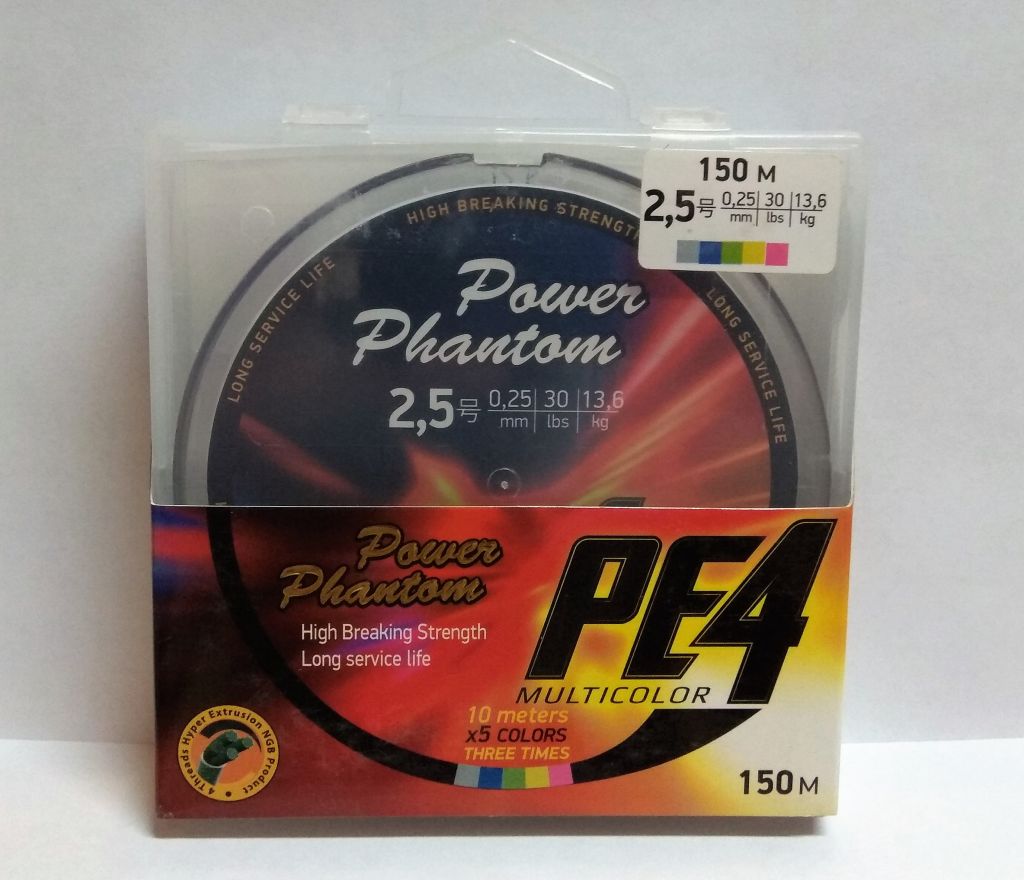 150 м
2,5号 0,25 mm | 30 lbs | 13,6 kg
LONG SERVICE LIFE
HIGH BREAKING STRENGTH
LONG SERVICE LIFE
Power
Phantom
2,5号 0,25 mm | 30 lbs | 13,6 kg
Power
Phantom
High Breaking Strength
Long service life
PE4
MULTICOLOR
10 meters
x5 COLORS
THREE TIMES
4 Threads Hyper Extrusion NGB Product
150 м